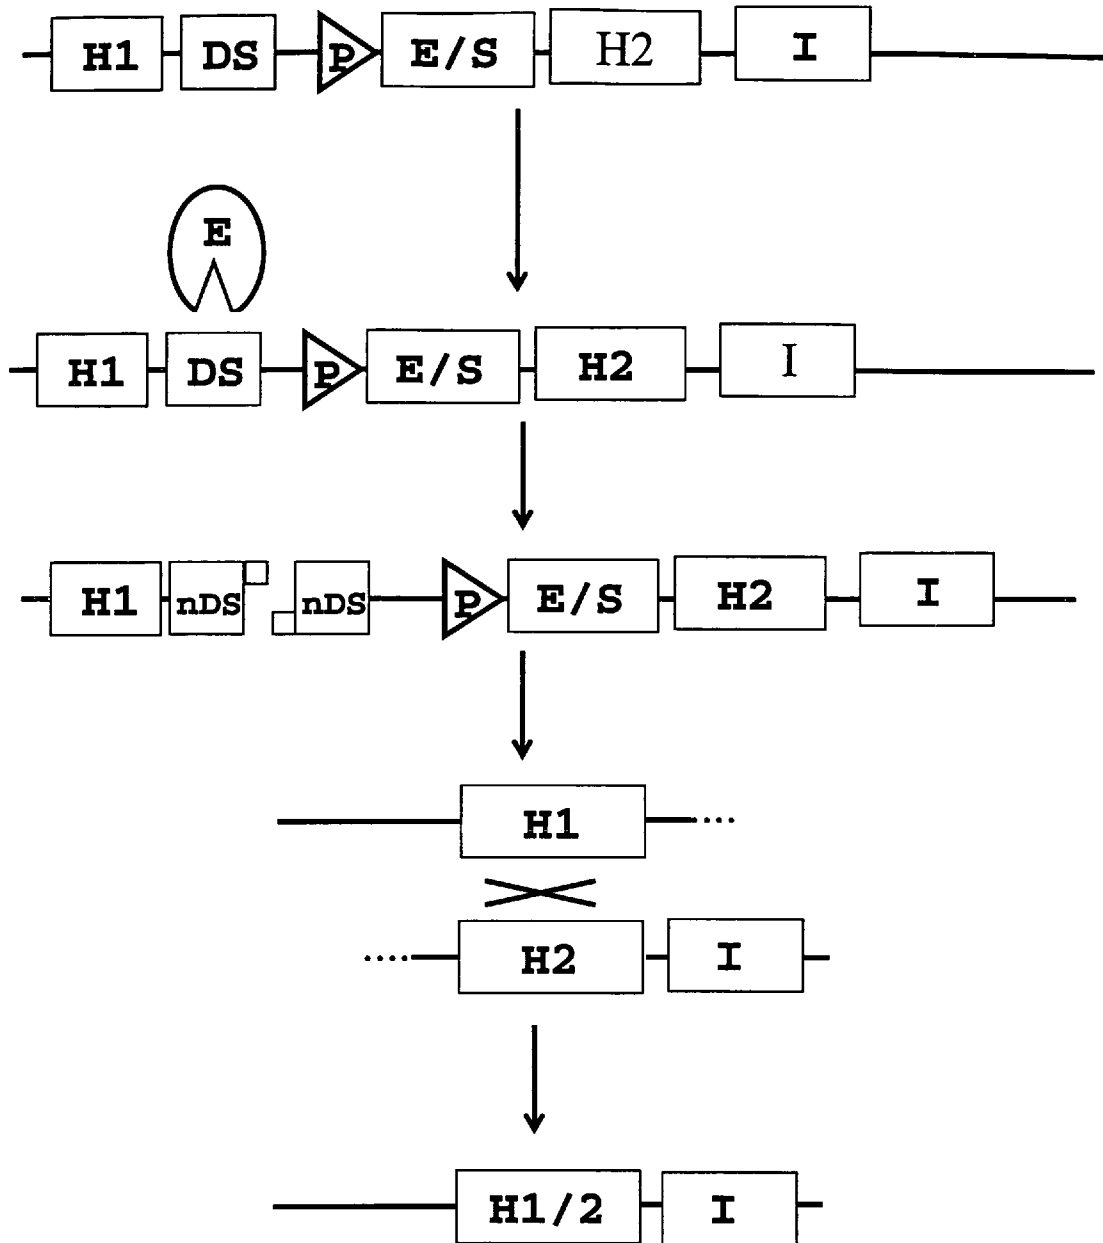 H1 DS P E/S H2 I
E
H1 DS P E/S H2 I
H1 nDS nDS P E/S H2 I
H1
H2 I
H1/2 I